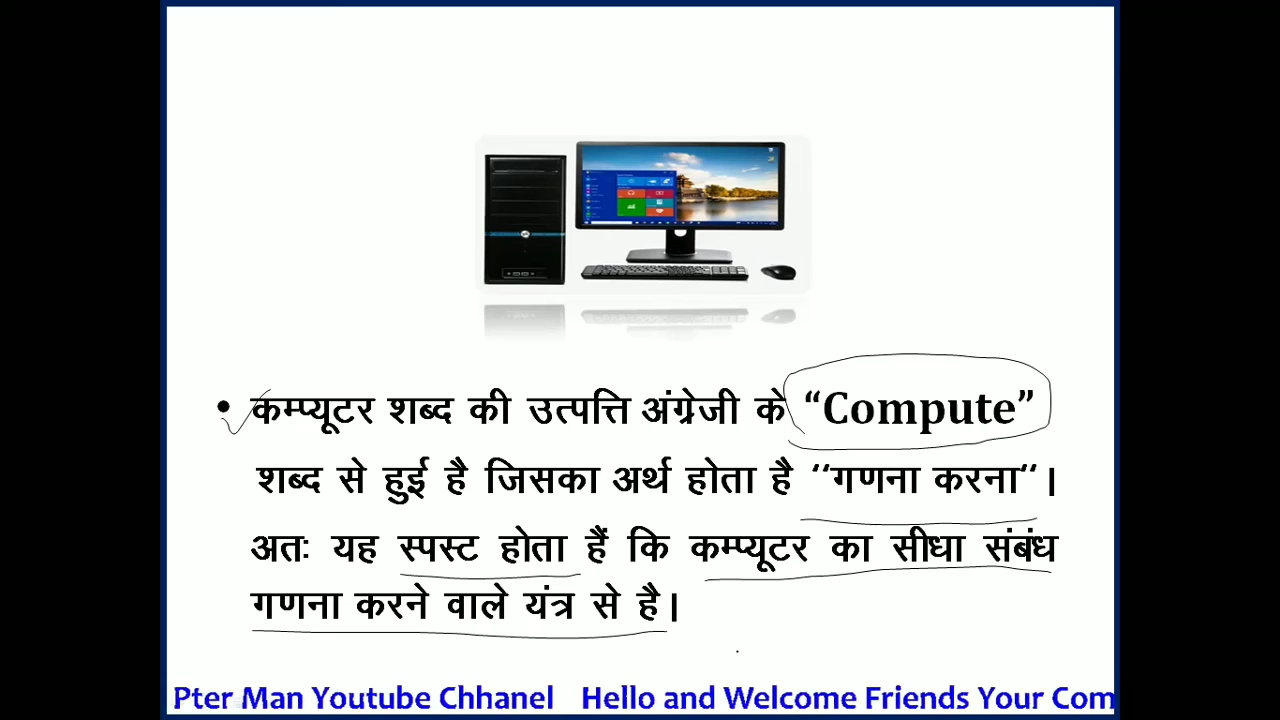 • कम्प्यूटर शब्द की उत्पत्ति अंग्रेजी के “Compute”
शब्द से हुई है जिसका अर्थ होता है “गणना करना“।
अतः यह स्पस्ट होता हैं कि कम्प्यूटर का सीधा संबंध
गणना करने वाले यंत्र से है।
Pter Man Youtube Chhanel Hello and Welcome Friends Your Com